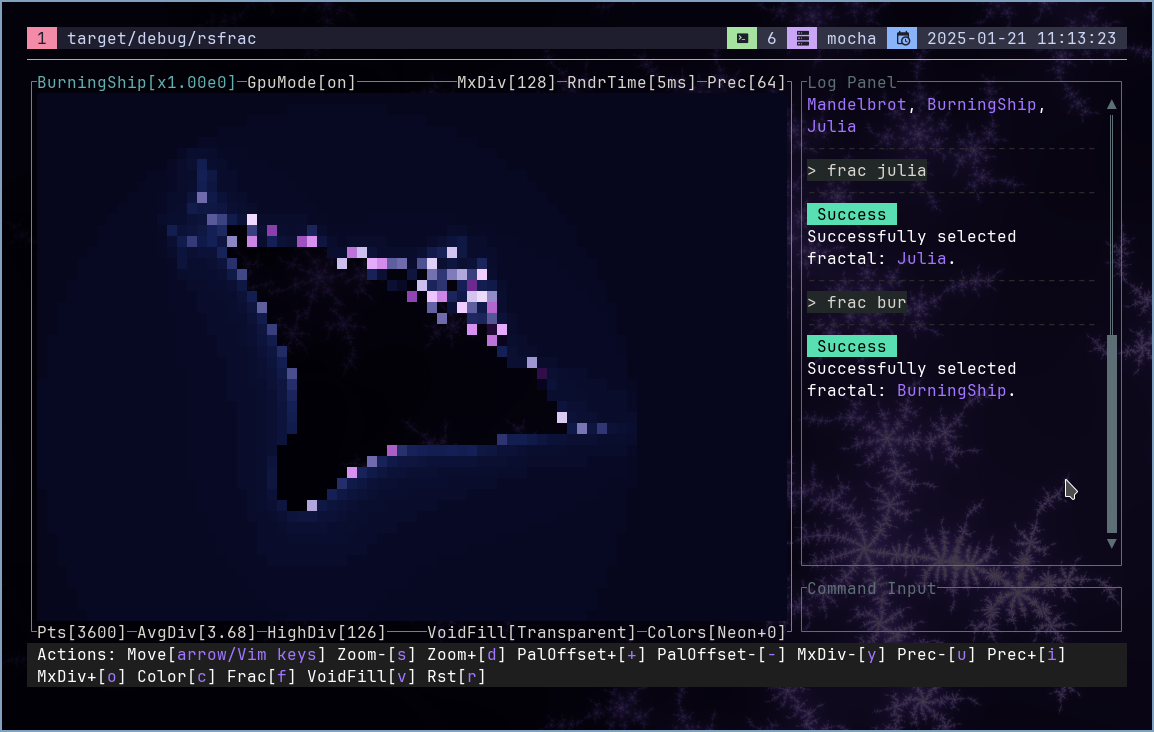 1 target/debug/rsfrac 6 mocha 2025-01-21 11:13:23
BurningShip[x1.00e0] GpuMode[on] MxDiv[128] RndrTime[5ms] Prec[64]
Log Panel
Mandelbrot, BurningShip,
Julia
> frac julia
Success
Successfully selected
fractal: Julia.
> frac bur
Success
Successfully selected
fractal: BurningShip.
Command Input
Pts[3600] AvgDiv[3.68] HighDiv[126] VoidFill[Transparent] Colors[Neon+0]
Actions: Move[arrow/Vim keys] Zoom-[s] Zoom+[d] PalOffset+[+] PalOffset-[-] MxDiv-[y] Prec-[u] Prec+[i]
MxDiv+[o] Color[c] Frac[f] VoidFill[v] Rst[r]